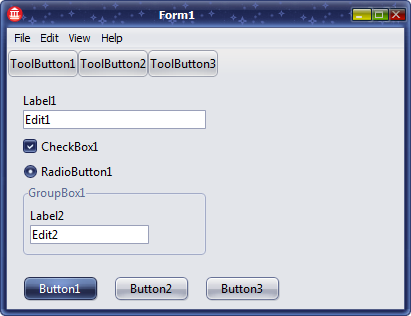 Form1
File Edit View Help
ToolButton1 ToolButton2 ToolButton3
Label1
Edit1
CheckBox1
RadioButton1
GroupBox1
Label2
Edit2
Button1 Button2 Button3